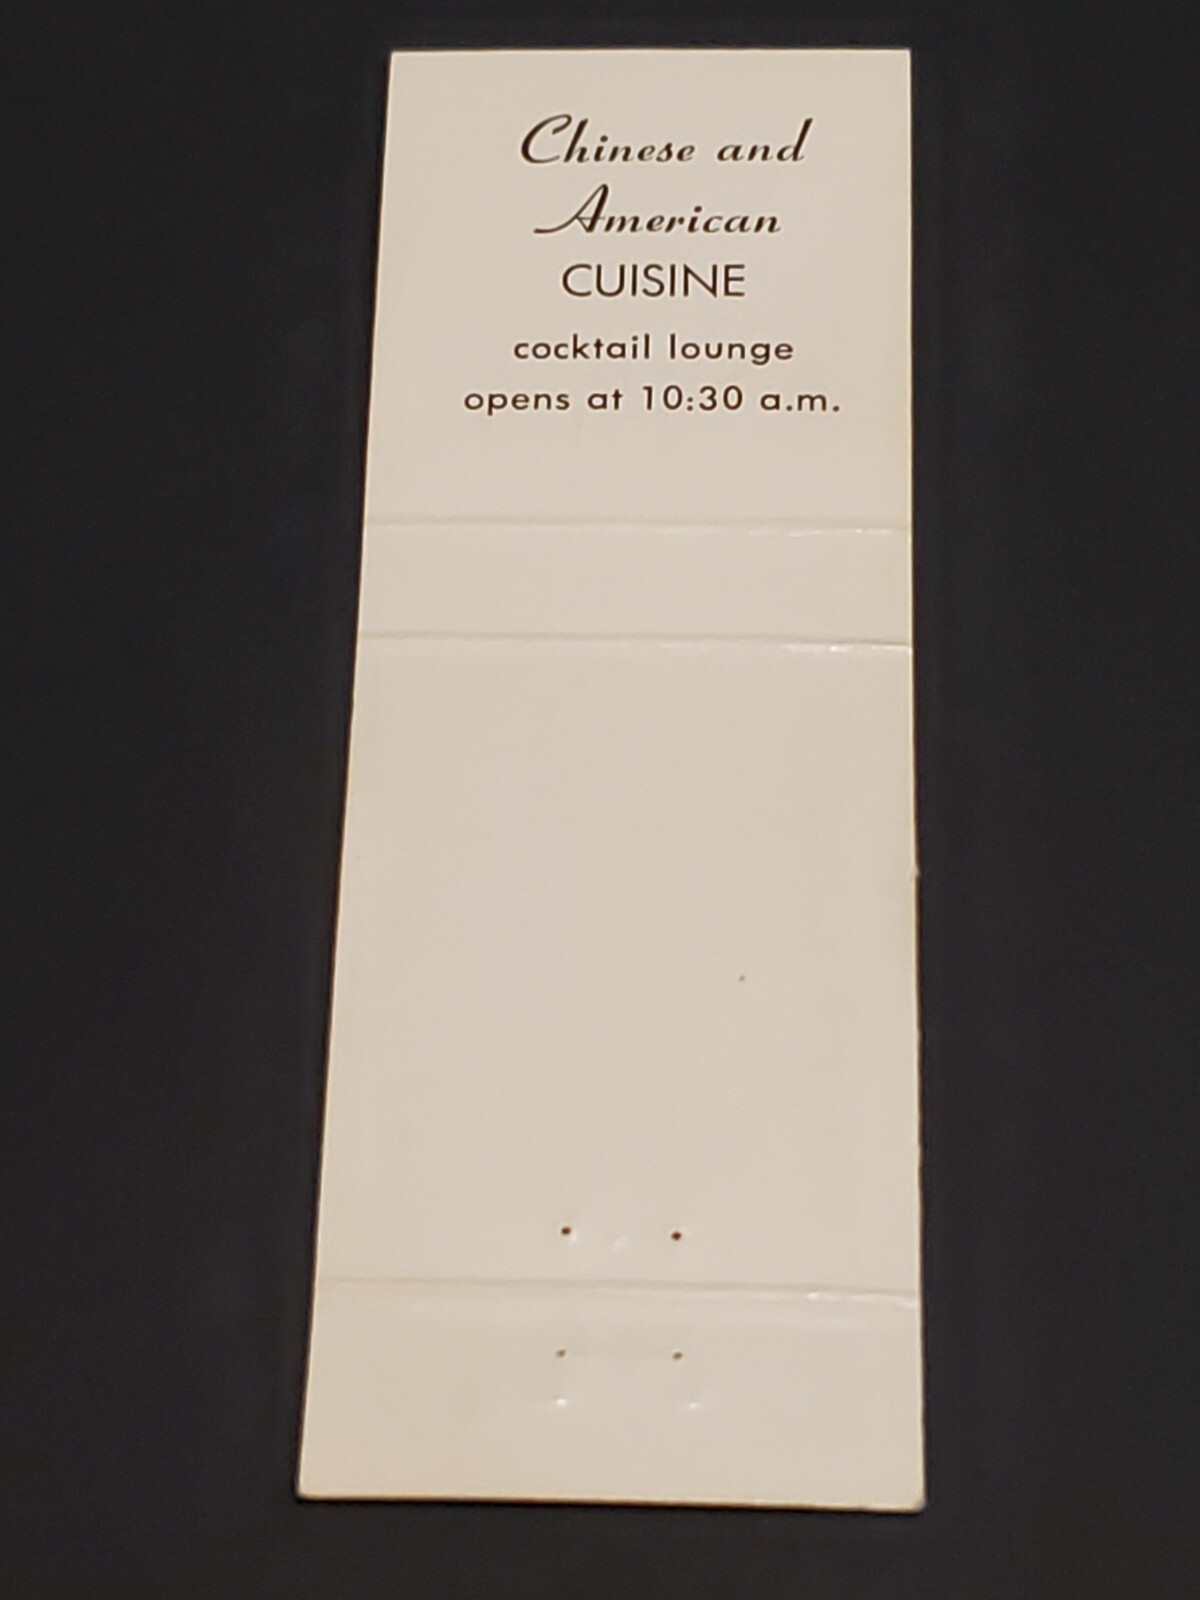 Chinese and
American
CUISINE
cocktail lounge
opens at 10:30 a.m.